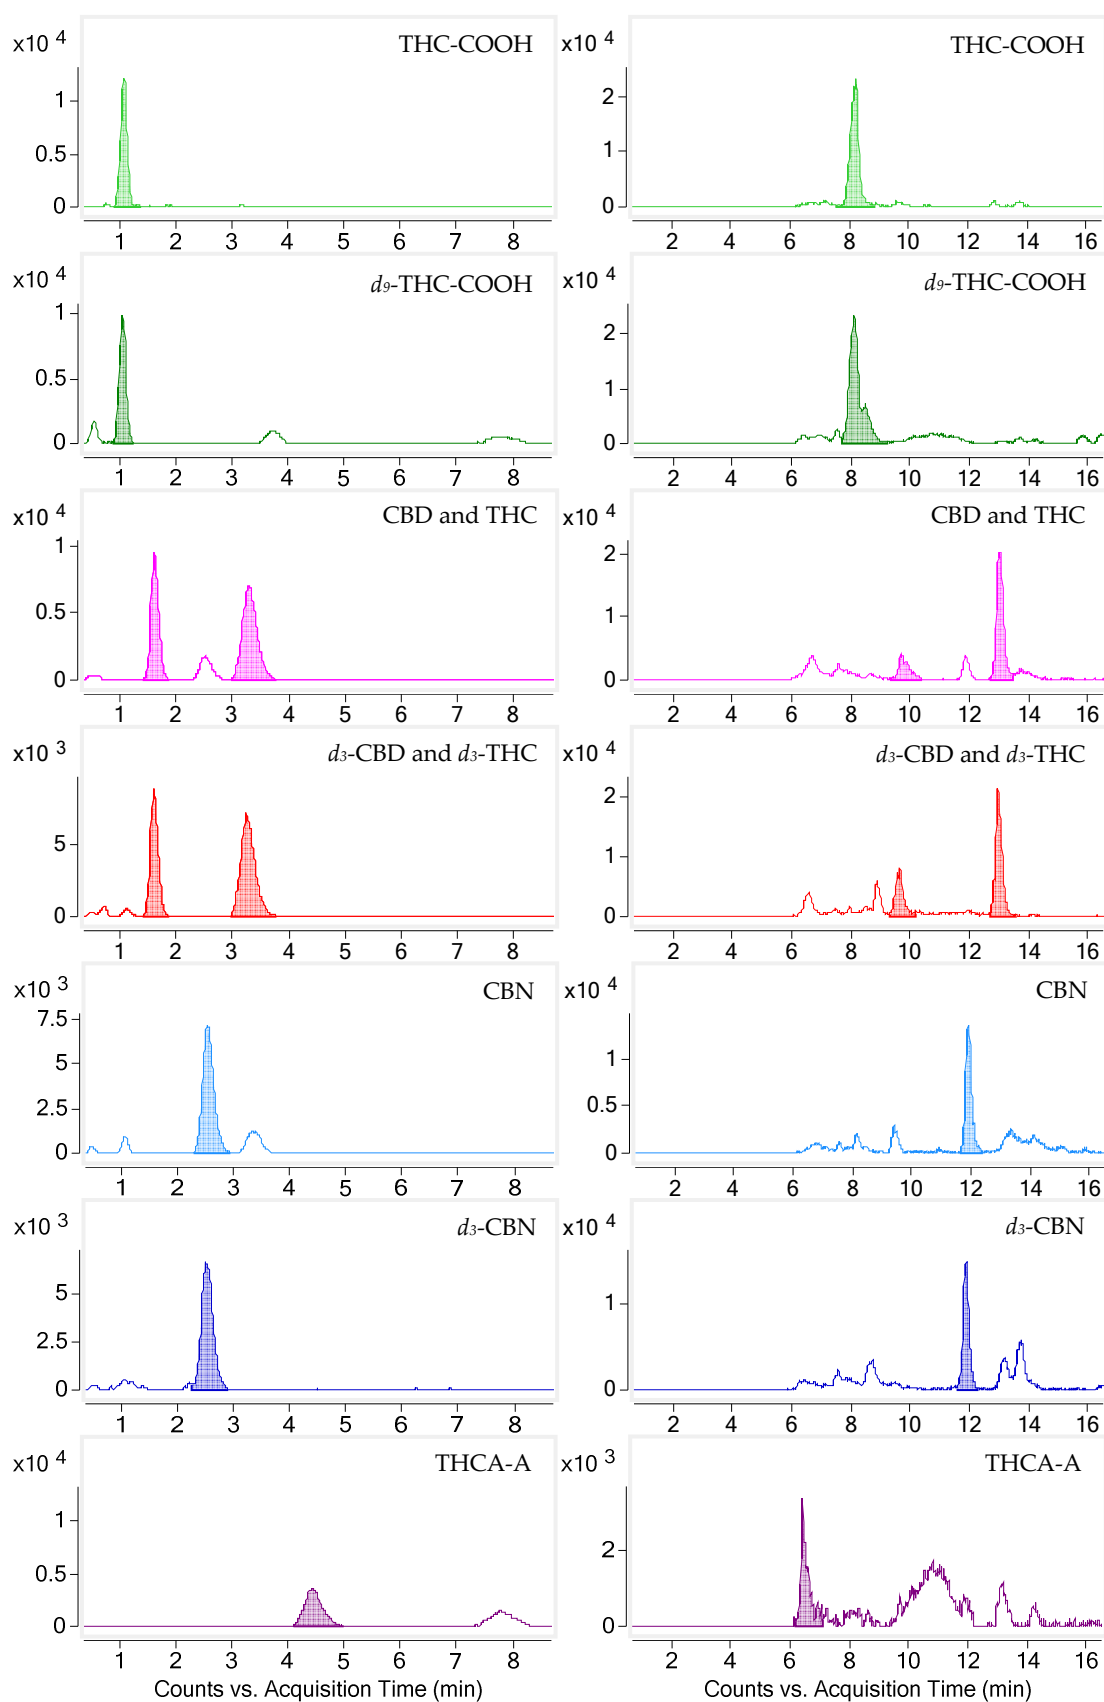 x10 4 THC-COOH
1
0.5
0
1 2 3 4 5 6 7 8
x10 4 THC-COOH
2
1
0
2 4 6 8 10 12 14 16
x10 4 d9-THC-COOH
1
0.5
0
1 2 3 4 5 6 7 8
x10 4 d9-THC-COOH
2
1
0
2 4 6 8 10 12 14 16
x10 4 CBD and THC
1
0.5
0
1 2 3 4 5 6 7 8
x10 4 CBD and THC
2
1
0
2 4 6 8 10 12 14 16
x10 3 d3-CBD and d3-THC
5
0
1 2 3 4 5 6 7 8
x10 4 d3-CBD and d3-THC
2
1
0
2 4 6 8 10 12 14 16
x10 3 CBN
7.5
5
2.5
0
1 2 3 4 5 6 7 8
x10 4 CBN
1
0.5
0
2 4 6 8 10 12 14 16
x10 3 d3-CBN
5
2.5
0
1 2 3 4 5 6 7 8
x10 4 d3-CBN
1
0
2 4 6 8 10 12 14 16
x10 4 THCA-A
1
0.5
0
1 2 3 4 5 6 7 8
Counts vs. Acquisition Time (min)
x10 3 THCA-A
2
0
2 4 6 8 10 12 14 16
Counts vs. Acquisition Time (min)